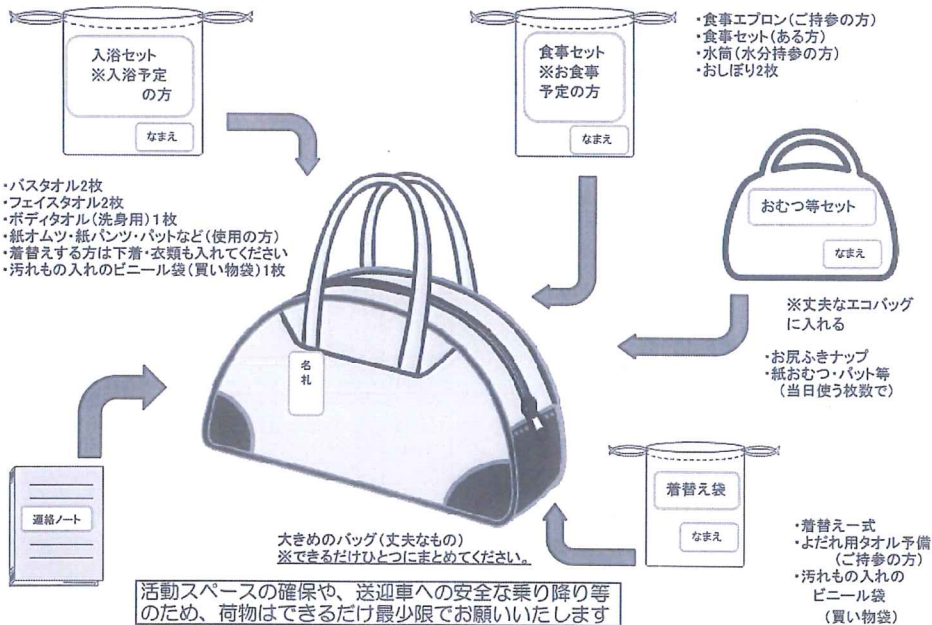 入浴セット
※入浴予定
の方
なまえ
食事セット
※お食事
予定の方
なまえ
・食事エプロン(ご持参の方)
・食事セット(ある方)
・水筒(水分持参の方)
・おしぼり2枚
・バスタオル2枚
・フェイスタオル2枚
・ボディタオル(洗身用)1枚
・紙オムツ・紙パンツ・パットなど(使用の方)
・着替えする方は下着・衣類も入れてください
・汚れもの入れのビニール袋(買い物袋)1枚
おむつ等セット
なまえ
※丈夫なエコバッグ
に入れる
・お尻ふきナップ
・紙おむつ・パット等
(当日使う枚数で)
名札
連絡ノート
着替え袋
なまえ
・着替え一式
・よだれ用タオル予備
(ご持参の方)
・汚れもの入れの
ビニール袋
(買い物袋)
大きめのバッグ(丈夫なもの)
※できるだけひとつにまとめてください。
活動スペースの確保や、送迎車への安全な乗り降り等
のため、荷物はできるだけ最少限でお願いいたします